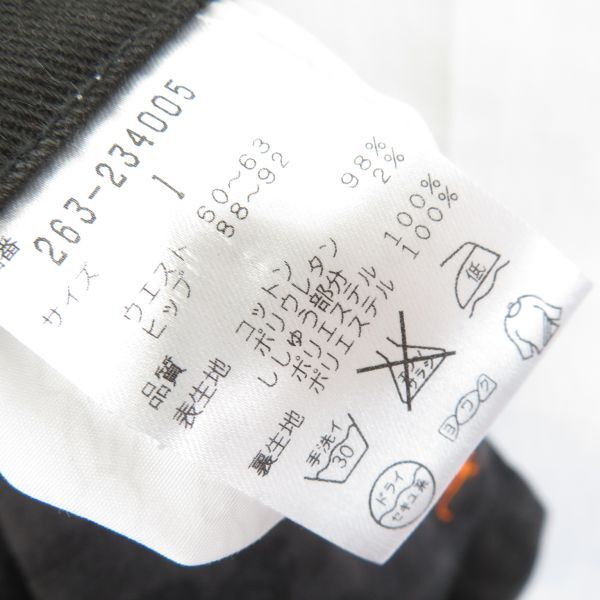 品番 263-234005
サイズ 1
ウエスト 60~63
ヒップ 88~92
品質
表生地 コットン 98%
ポリウレタン 2%
ししゅう部分
ポリエステル 100%
裏生地 ポリエステル 100%
手洗イ
30
低
ヨワク
ドライ
セキユ系